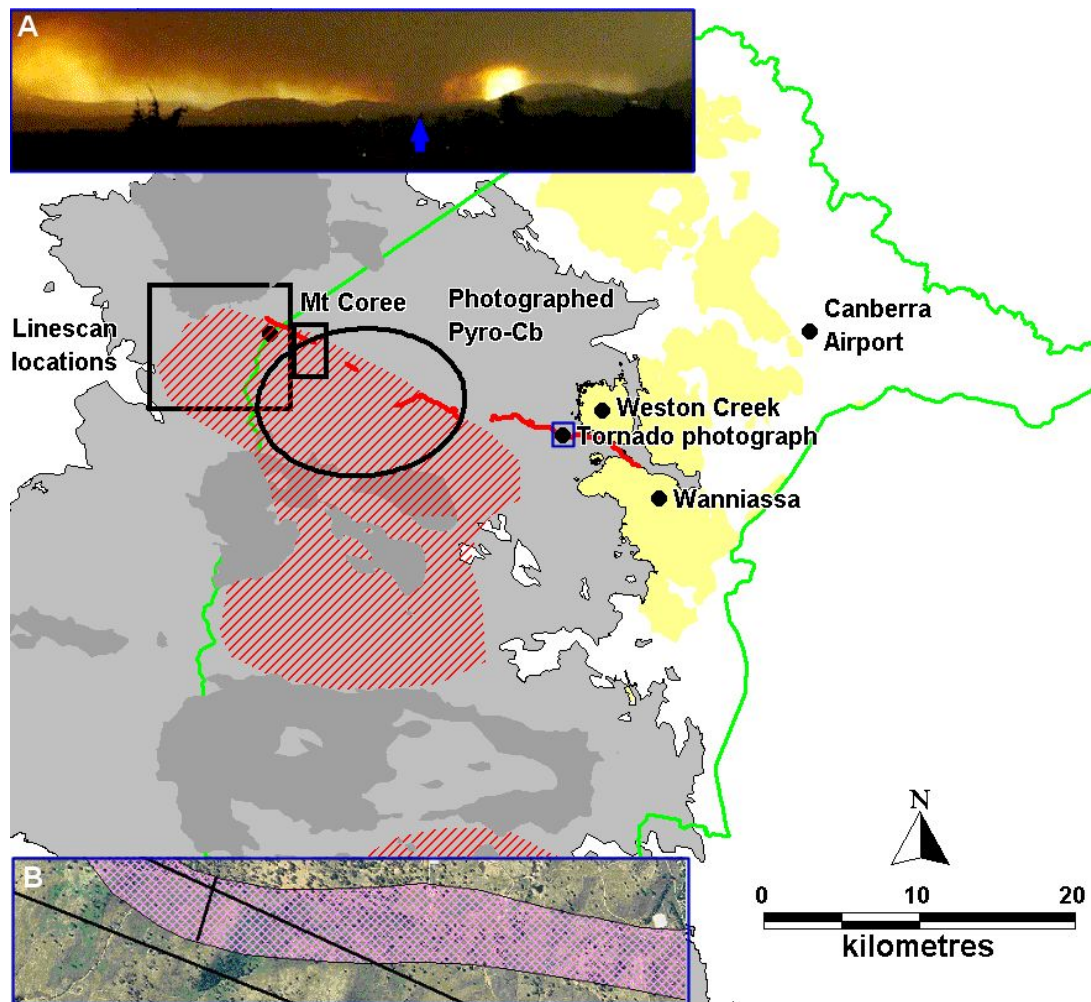 A
Mt Coree
Photographed
Pyro-Cb
Linescan
locations
Canberra
Airport
Weston Creek
Tornado photograph
Wanniassa
N
0 10 20
kilometres
B